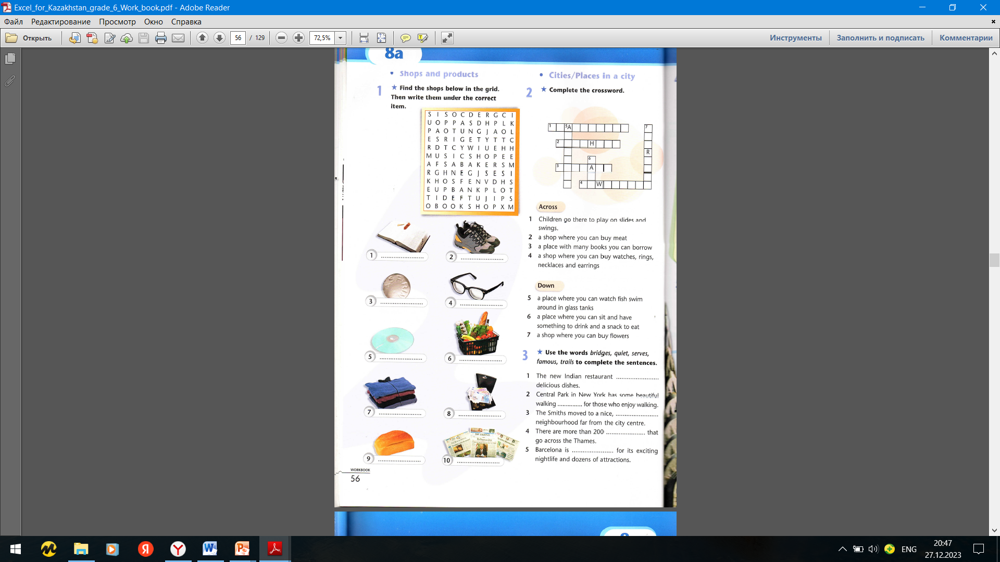 Excel_for_Kazakhstan_grade_6_Work_book.pdf - Adobe Reader
Файл Редактирование Просмотр Окно Справка
Открыть 56 / 129 72,5% Инструменты Заполнить и подписать Комментарии
8a
• Shops and products
1 ★ Find the shops below in the grid.
Then write them under the correct
item.
S I S O C D E R G C I
U O P P A S D H P L K
P A O T U N G J A O L
E S R I G E T Y T T C
R D T C Y W I U E H H
M U S I C S H O P E E
A F S A B A K E R S M
R G H N E G J S E S I
K H O S F E N V D H S
E U P B A N K P L O T
T I D E F T U J I P S
O B O O K S H O P X M
1 ........................
2 ........................
3 ........................
4 ........................
5 ........................
6 ........................
7 ........................
8 ........................
9 ........................
10 ........................
WORKBOOK
56
• Cities/Places in a city
2 ★ Complete the crossword.
1 5 A 7
2 H
R
6
3 A
4 W
Across
1 Children go there to play on slides and
swings.
2 a shop where you can buy meat
3 a place with many books you can borrow
4 a shop where you can buy watches, rings,
necklaces and earrings
Down
5 a place where you can watch fish swim
around in glass tanks
6 a place where you can sit and have
something to drink and a snack to eat
7 a shop where you can buy flowers
3 ★ Use the words bridges, quiet, serves,
famous, trails to complete the sentences.
1 The new Indian restaurant ........................
delicious dishes.
2 Central Park in New York has some beautiful
walking .............. for those who enjoy walking.
3 The Smiths moved to a nice, ........................
neighbourhood far from the city centre.
4 There are more than 200 ...................... that
go across the Thames.
5 Barcelona is ....................... for its exciting
nightlife and dozens of attractions.
ENG
20:47
27.12.2023